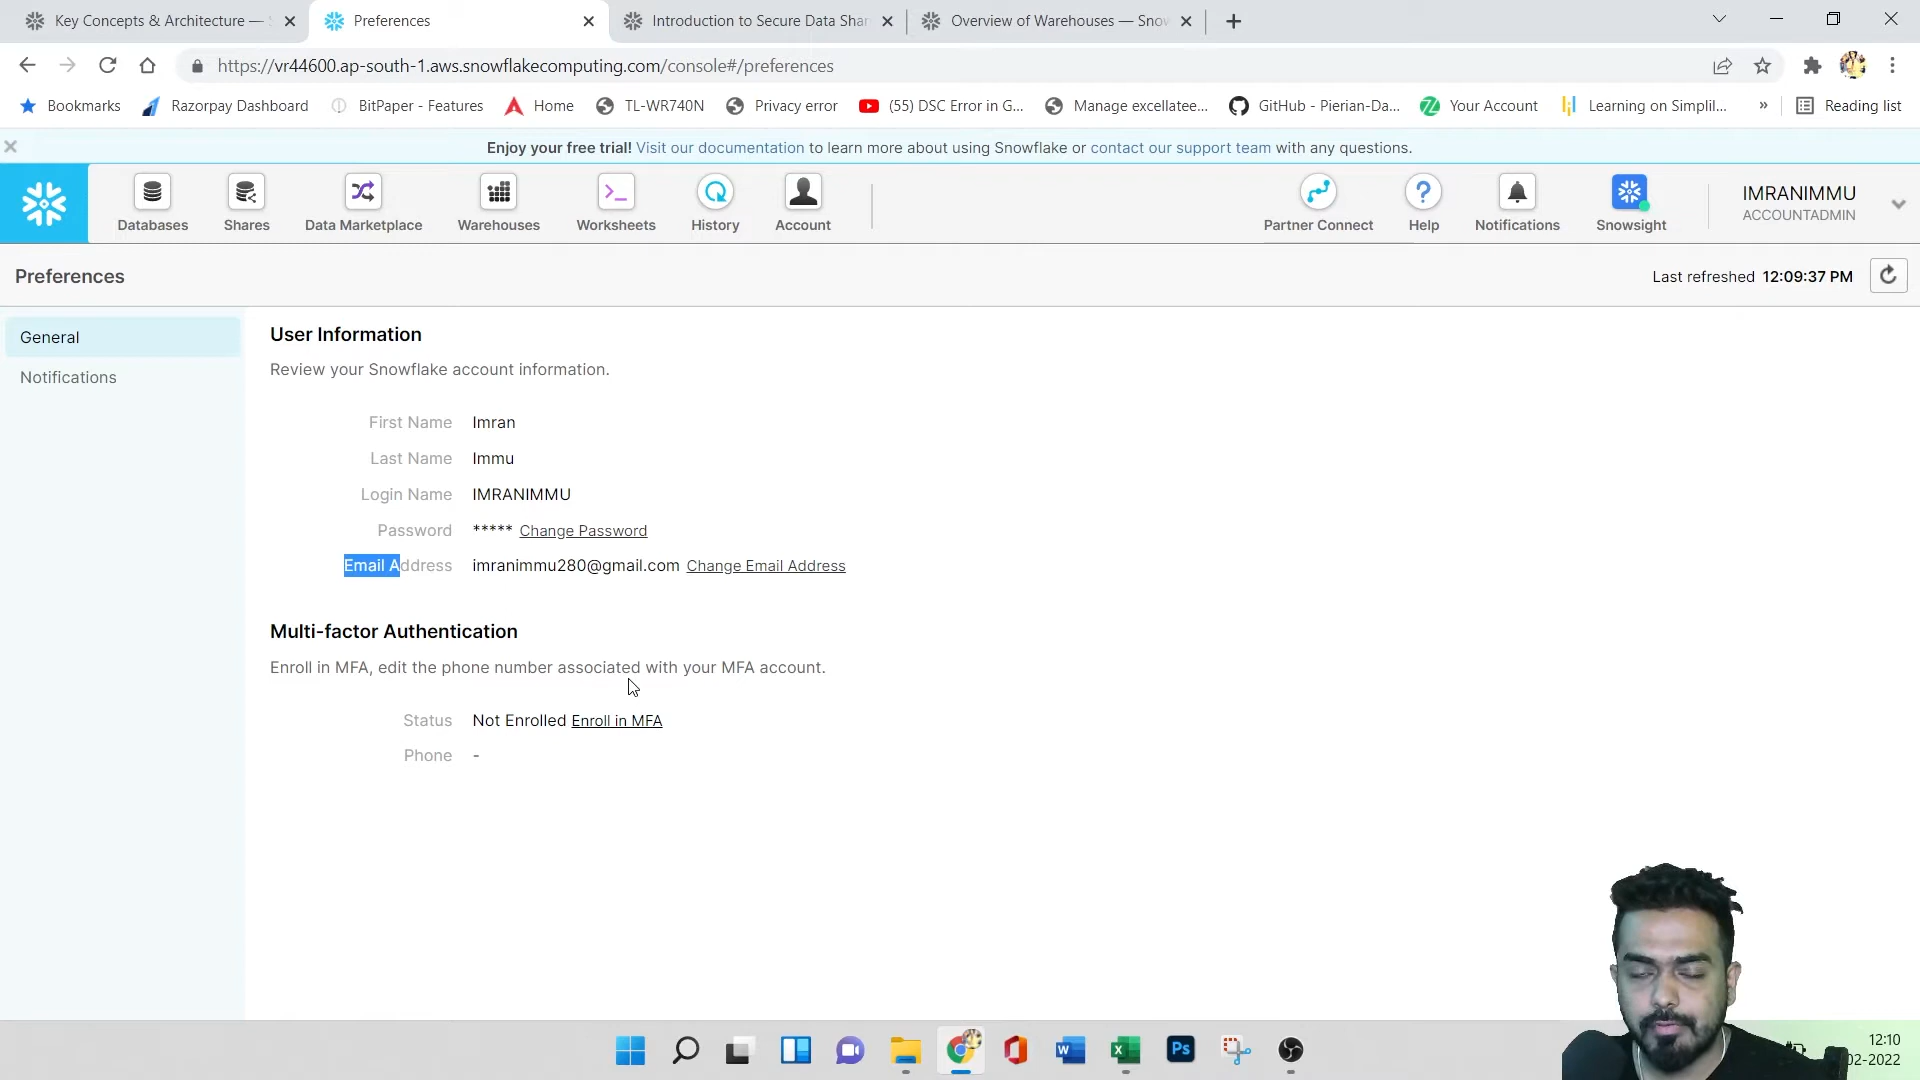 Key Concepts & Architecture —
Preferences
Introduction to Secure Data Shar
Overview of Warehouses — Snow
https://vr44600.ap-south-1.aws.snowflakecomputing.com/console#/preferences
Bookmarks
Razorpay Dashboard
BitPaper - Features
Home
TL-WR740N
Privacy error
(55) DSC Error in G...
Manage excellatee...
GitHub - Pierian-Da...
Your Account
Learning on Simplil...
»
Reading list
Enjoy your free trial! Visit our documentation to learn more about using Snowflake or contact our support team with any questions.
Databases
Shares
Data Marketplace
Warehouses
Worksheets
History
Account
Partner Connect
Help
Notifications
Snowsight
IMRANIMMU
ACCOUNTADMIN
Preferences
Last refreshed 12:09:37 PM
General
Notifications
User Information
Review your Snowflake account information.
First Name Imran
Last Name Immu
Login Name IMRANIMMU
Password ***** Change Password
Email Address imranimmu280@gmail.com Change Email Address
Multi-factor Authentication
Enroll in MFA, edit the phone number associated with your MFA account.
Status Not Enrolled Enroll in MFA
Phone -
12:10
02-2022